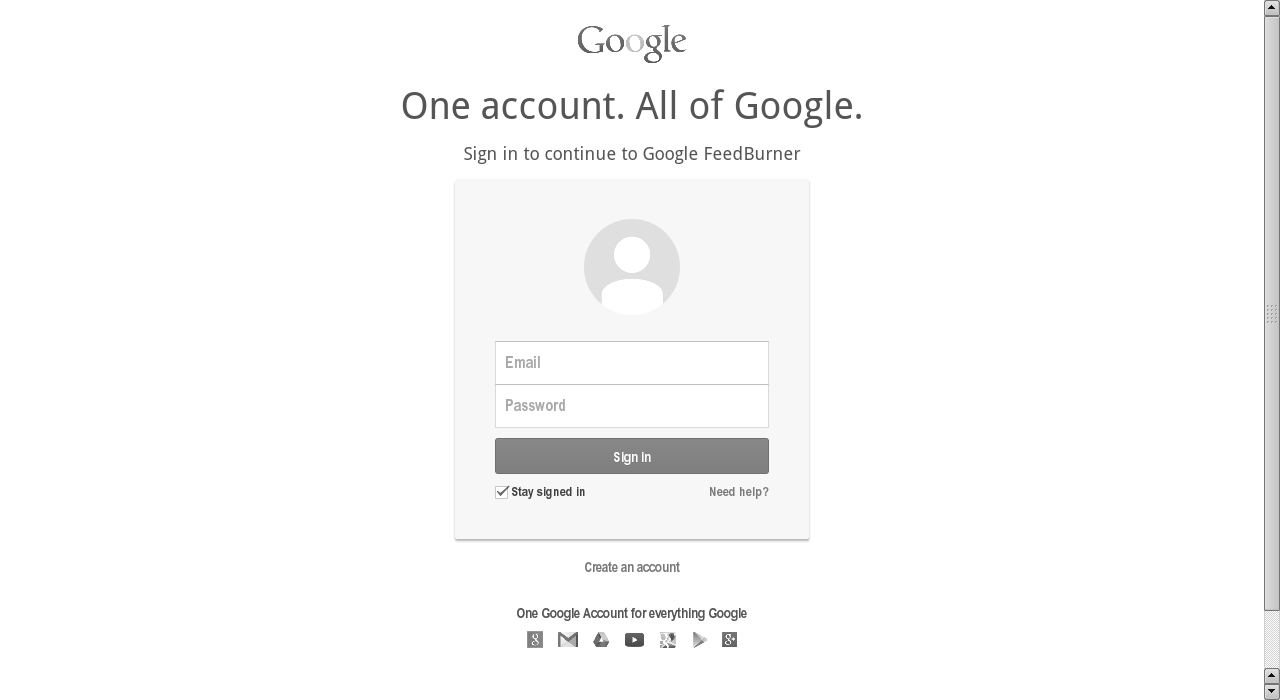 Google
One account. All of Google.
Sign in to continue to Google FeedBurner
Email
Password
Sign in
Stay signed in
Need help?
Create an account
One Google Account for everything Google